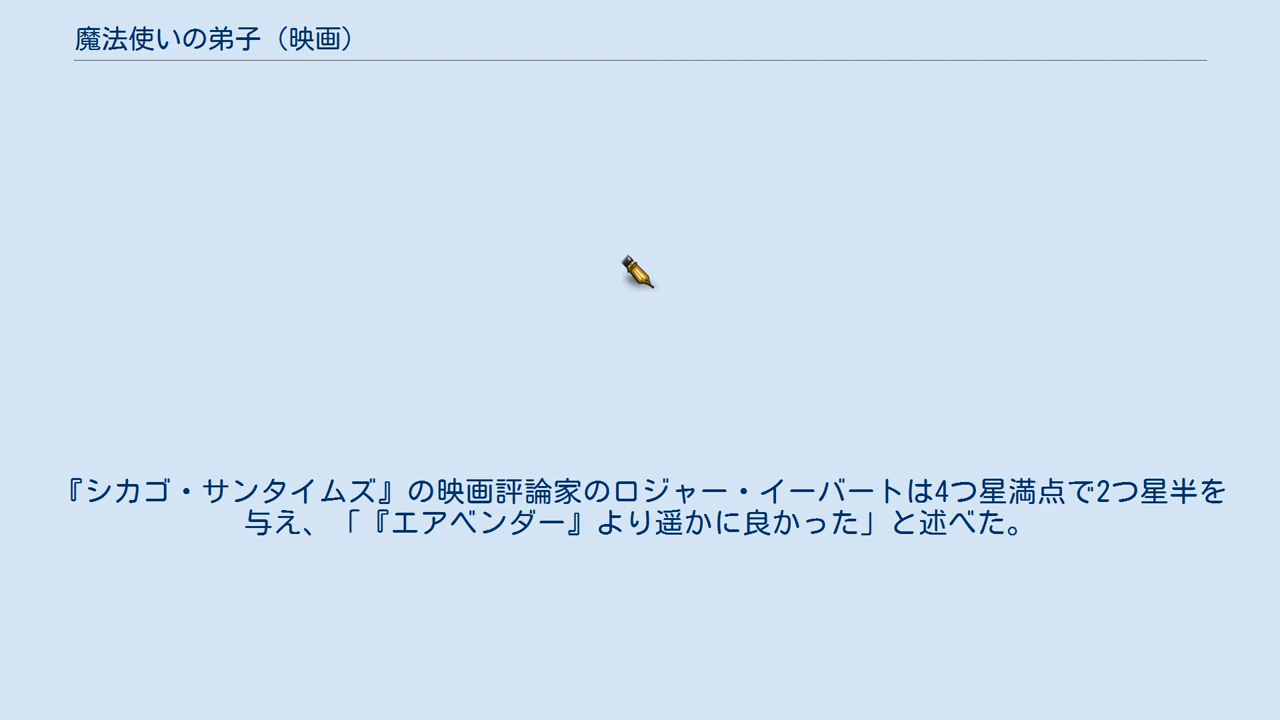 魔法使いの弟子（映画）
『シカゴ・サンタイムズ』の映画評論家のロジャー・イーバートは4つ星満点で2つ星半を
与え、「『エアベンダー』より遥かに良かった」と述べた。